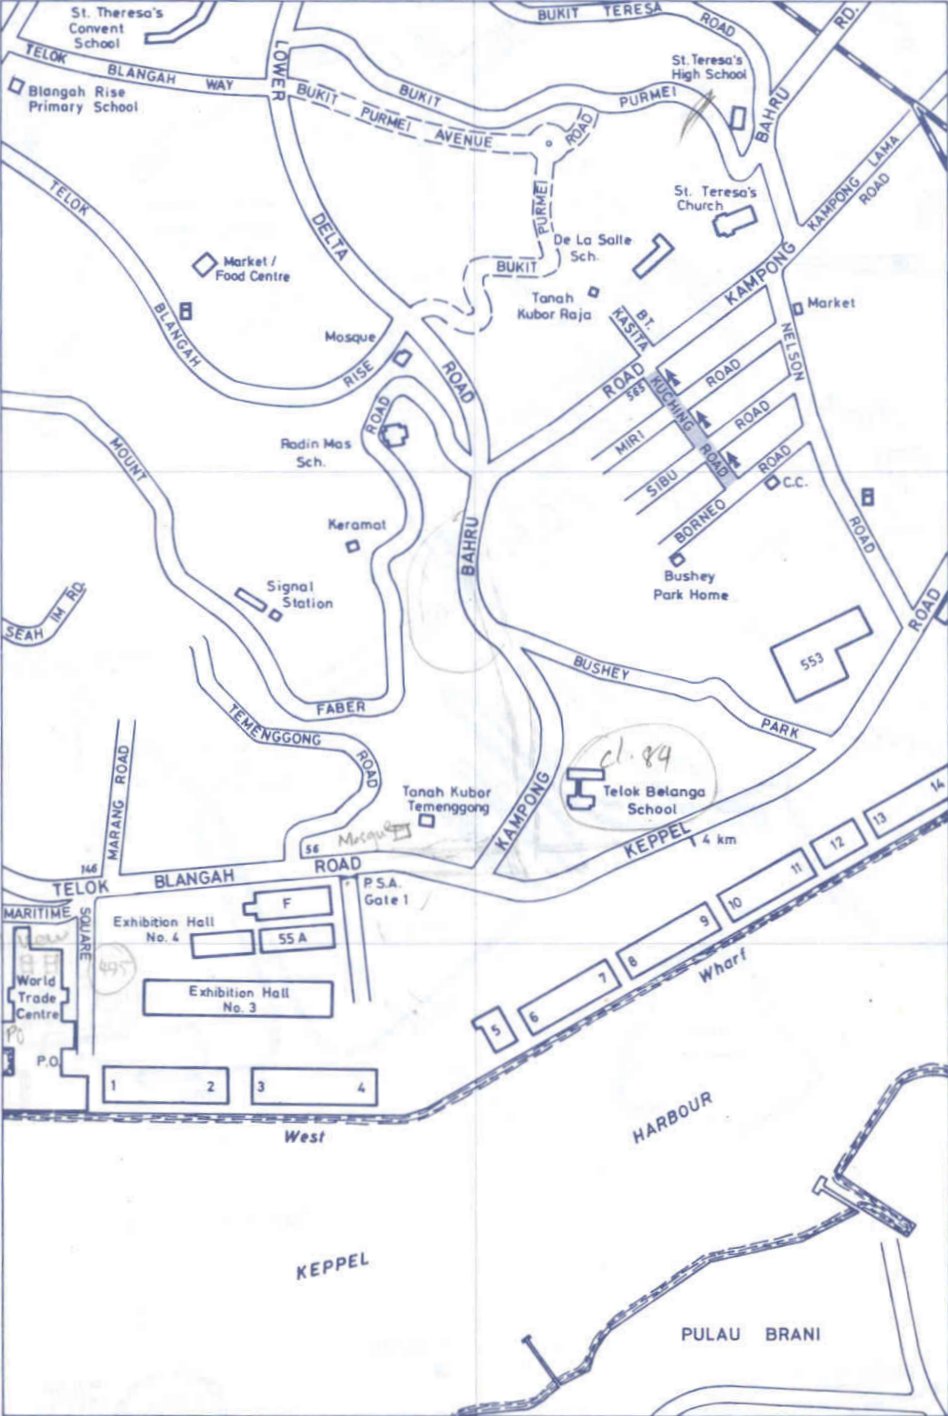 St. Theresa's
Convent
School
BUKIT TERESA ROAD
RD.
TELOK BLANGAH WAY
LOWER
Blangah Rise
Primary School
BUKIT PURMEI ROAD
St. Teresa's
High School
BAHRU
BUKIT PURMEI AVENUE
KAMPONG LAMA
ROAD
TELOK BLANGAH RISE
DELTA ROAD
PURMEI
BUKIT
St. Teresa's
Church
De La Salle
Sch.
Market /
Food Centre
Tanah
Kubor Raja
KAMPONG
Market
BT.
KASITA
NELSON ROAD
Mosque
ROAD
565
KUCHING ROAD
MIRI ROAD
SIBU ROAD
BORNEO ROAD
C.C.
ROAD
Radin Mas
Sch.
MOUNT FABER
Keramat
BAHRU
Bushey
Park Home
Signal
Station
SEAH IM RD.
ROAD
553
BUSHEY PARK
TEMENGGONG ROAD
MARANG ROAD
cl. 84
Telok Belanga
School
Tanah Kubor
Temenggong
Mosque
KAMPONG
KEPPEL
4 km
56
146
TELOK BLANGAH ROAD
P.S.A.
Gate 1
MARITIME
SQUARE
F
Exhibition Hall
No. 4
55 A
495
World
Trade
Centre
Exhibition Hall
No. 3
P.O.
1 2
3 4
5
6 7
8 9
10 11
12
13 14
Wharf
West
HARBOUR
KEPPEL
PULAU BRANI